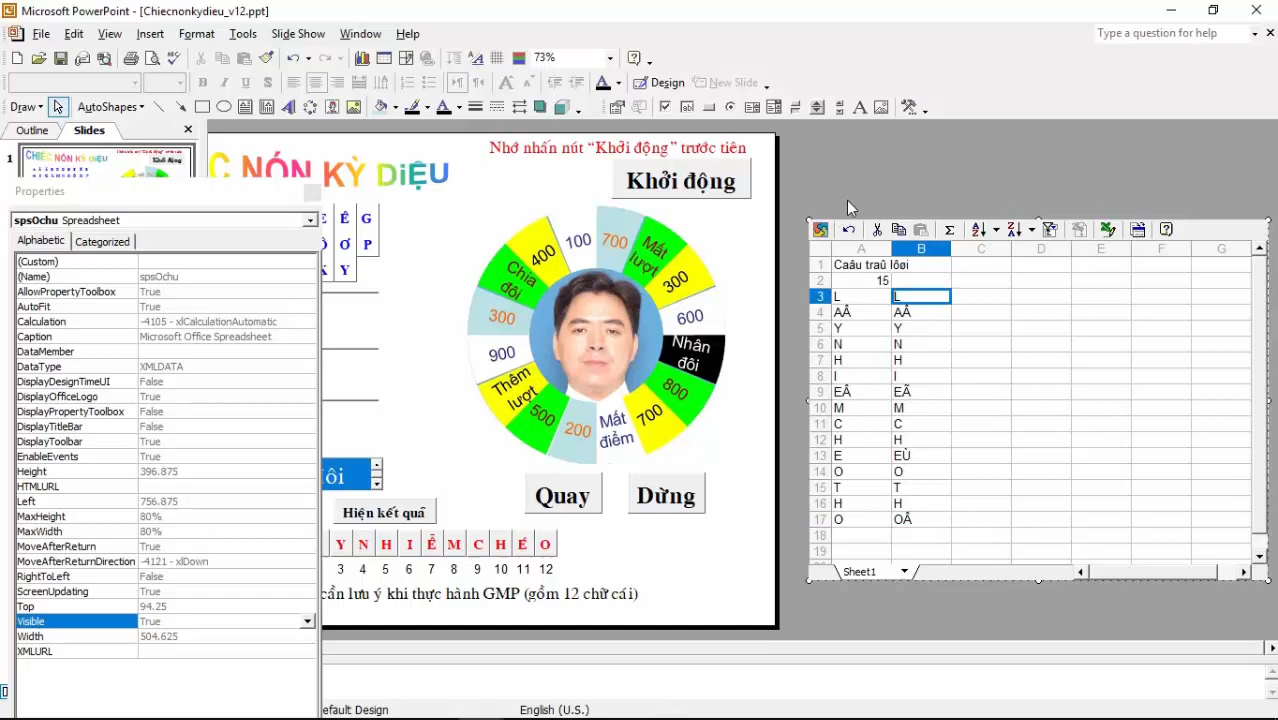 Microsoft PowerPoint - [Chiecnonkydieu_v12.ppt]
File Edit View Insert Format Tools Slide Show Window Help
Type a question for help
73%
B I U S
A Design New Slide
Draw AutoShapes
Outline Slides
1
CHIẾC NÓN KỲ DIỆU
Khởi động
Properties
spsOchu Spreadsheet
Alphabetic Categorized
(Custom)
(Name) spsOchu
AllowPropertyToolbox True
AutoFit True
Calculation -4105 - xlCalculationAutomatic
Caption Microsoft Office Spreadsheet
DataMember
DataType XMLDATA
DisplayDesignTimeUI False
DisplayOfficeLogo True
DisplayPropertyToolbox False
DisplayTitleBar False
DisplayToolbar True
EnableEvents True
Height 396.875
HTMLURL
Left 756.875
MaxHeight 80%
MaxWidth 80%
MoveAfterReturn True
MoveAfterReturnDirection -4121 - xlDown
RightToLeft False
ScreenUpdating True
Top 94.25
Visible True
Width 504.625
XMLURL
C NÓN KỲ DiỆU
Nhớ nhấn nút “Khởi động” trước tiên
Khởi động
Ê G
Ơ P
X Y
100
700
Mất lượt
300
600
Nhân đôi
800
700
Mất điểm
200
500
Thêm lượt
900
300
Chia đôi
400
ôi
Quay Dừng
Hiện kết quả
Y N H I Ễ M C H É O
3 4 5 6 7 8 9 10 11 12
cần lưu ý khi thực hành GMP (gồm 12 chữ cái)
A B C D E F G
1 Caâu traû lôøi
2 15
3 L L
4 AÂ AÂ
5 Y Y
6 N N
7 H H
8 I I
9 EÂ EÃ
10 M M
11 C C
12 H H
13 E EÙ
14 O O
15 T T
16 H H
17 O OÂ
18
19
Sheet1
efault Design English (U.S.)